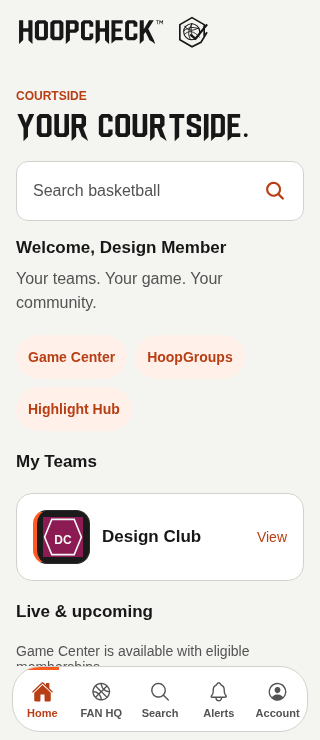 HOOPCHECK™
COURTSIDE
YOUR COURTSIDE.
Search basketball
Welcome, Design Member
Your teams. Your game. Your
community.
Game Center
HoopGroups
Highlight Hub
My Teams
DC
Design Club
View
Live & upcoming
Game Center is available with eligible
memberships.
Home
FAN HQ
Search
Alerts
Account